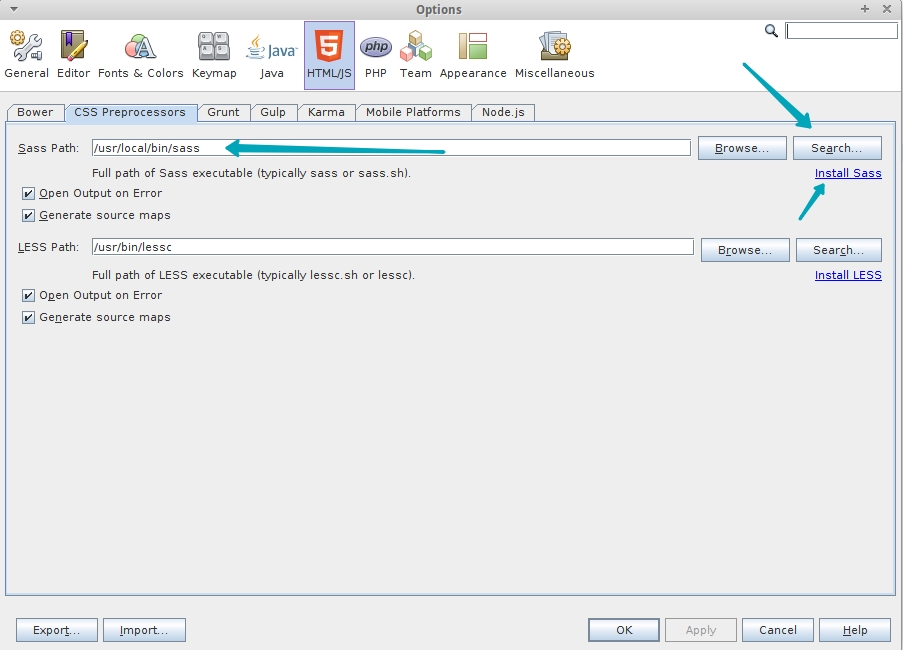 Options
General Editor Fonts & Colors Keymap Java HTML/JS PHP Team Appearance Miscellaneous
Bower CSS Preprocessors Grunt Gulp Karma Mobile Platforms Node.js
Sass Path: /usr/local/bin/sass Browse... Search...
Full path of Sass executable (typically sass or sass.sh). Install Sass
Open Output on Error
Generate source maps
LESS Path: /usr/bin/lessc Browse... Search...
Full path of LESS executable (typically lessc.sh or lessc). Install LESS
Open Output on Error
Generate source maps
Export... Import... OK Apply Cancel Help